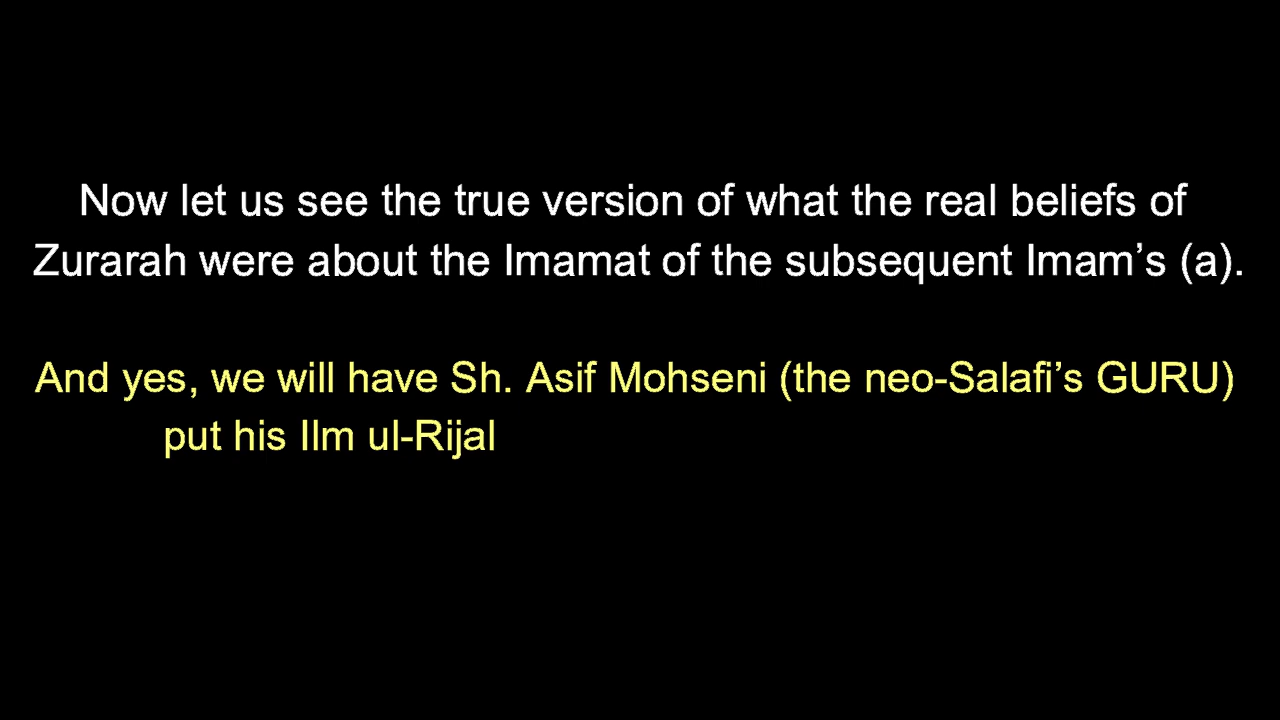 Now let us see the true version of what the real beliefs of
Zurarah were about the Imamat of the subsequent Imam’s (a).
And yes, we will have Sh. Asif Mohseni (the neo-Salafi’s GURU)
put his Ilm ul-Rijal